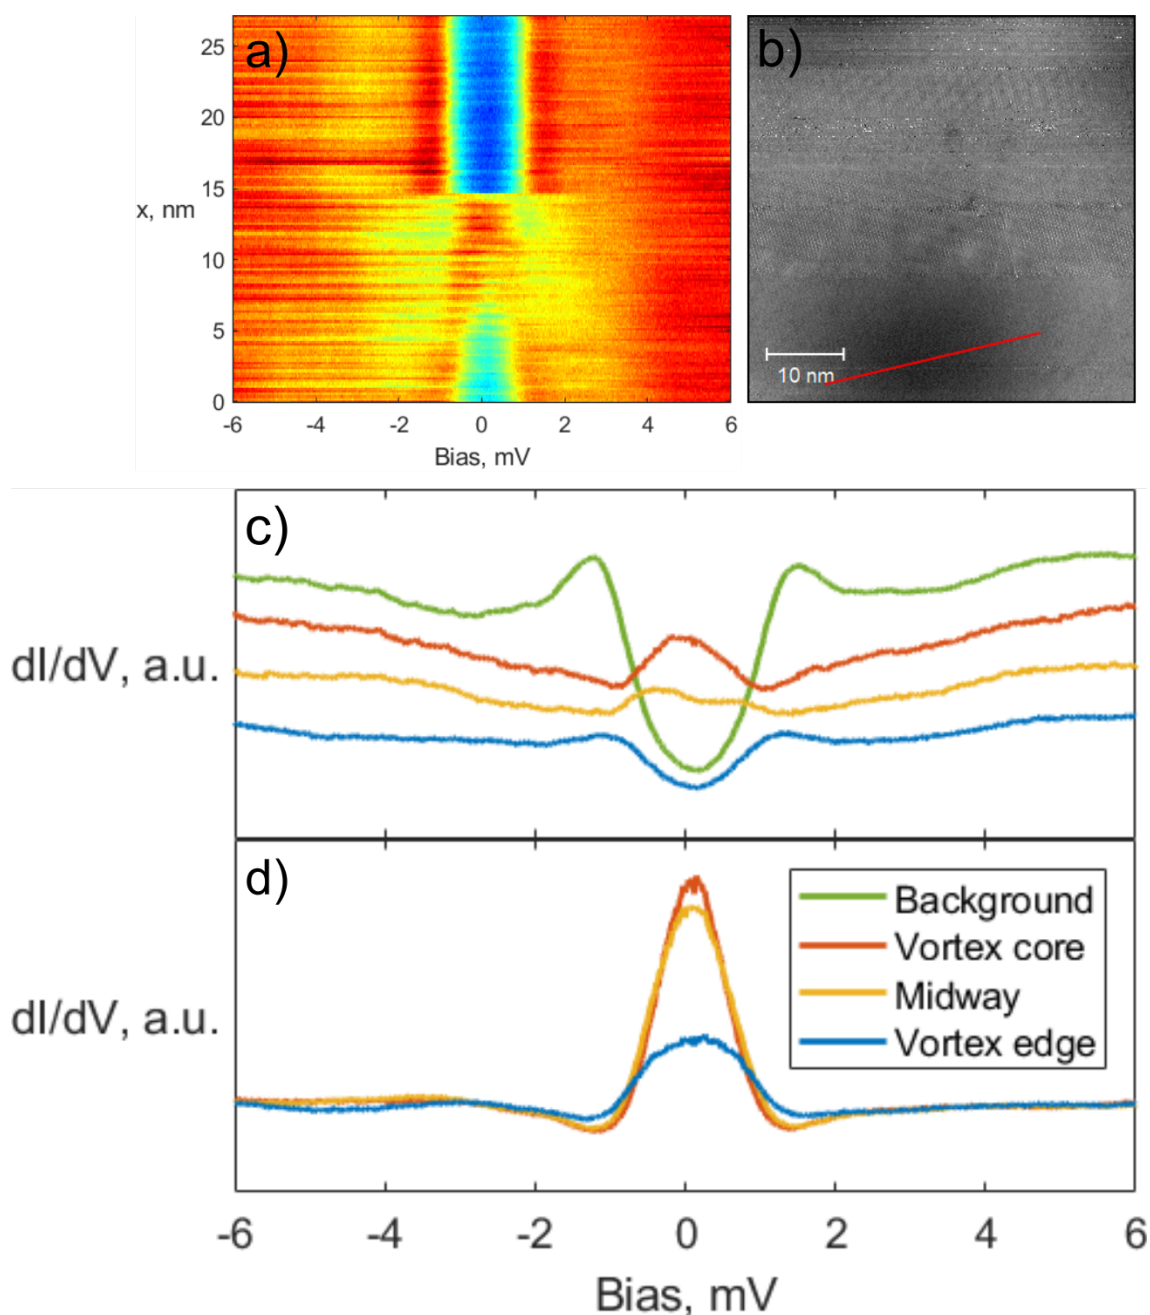 a)
25
20
15
x, nm
10
5
0
-6 -4 -2 0 2 4 6
Bias, mV
b)
10 nm
c)
dI/dV, a.u.
d)
Background
Vortex core
Midway
Vortex edge
dI/dV, a.u.
-6 -4 -2 0 2 4 6
Bias, mV